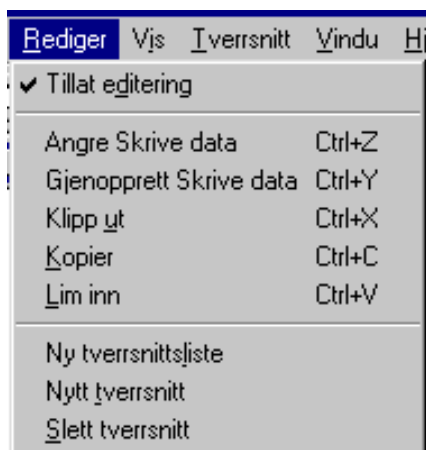 Rediger Vis Tverrsnitt Vindu
Tillat editering
Angre Skrive data Ctrl+Z
Gjenopprett Skrive data Ctrl+Y
Klipp ut Ctrl+X
Kopier Ctrl+C
Lim inn Ctrl+V
Ny tverrsnittsliste
Nytt tverrsnitt
Slett tverrsnitt